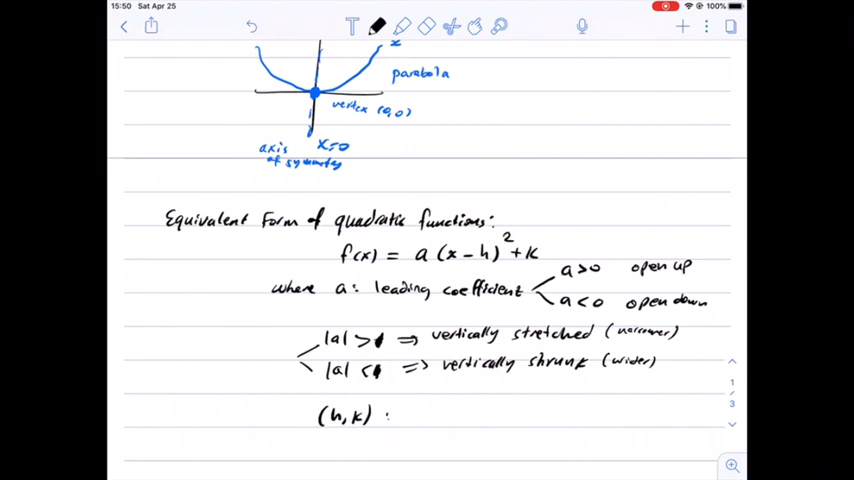 15:50 Sat Apr 25
100%
x
parabola
vertex (0,0)
axis x=0
of symmetry
Equivalent Form of quadratic functions:
f(x) = a (x-h)² + k
where a: leading coefficient
a>0 open up
a<0 open down
|a| >1 ⇒ vertically stretched (narrower)
|a| <1 => vertically shrunk (wider)
(h,k) :
1
/
3